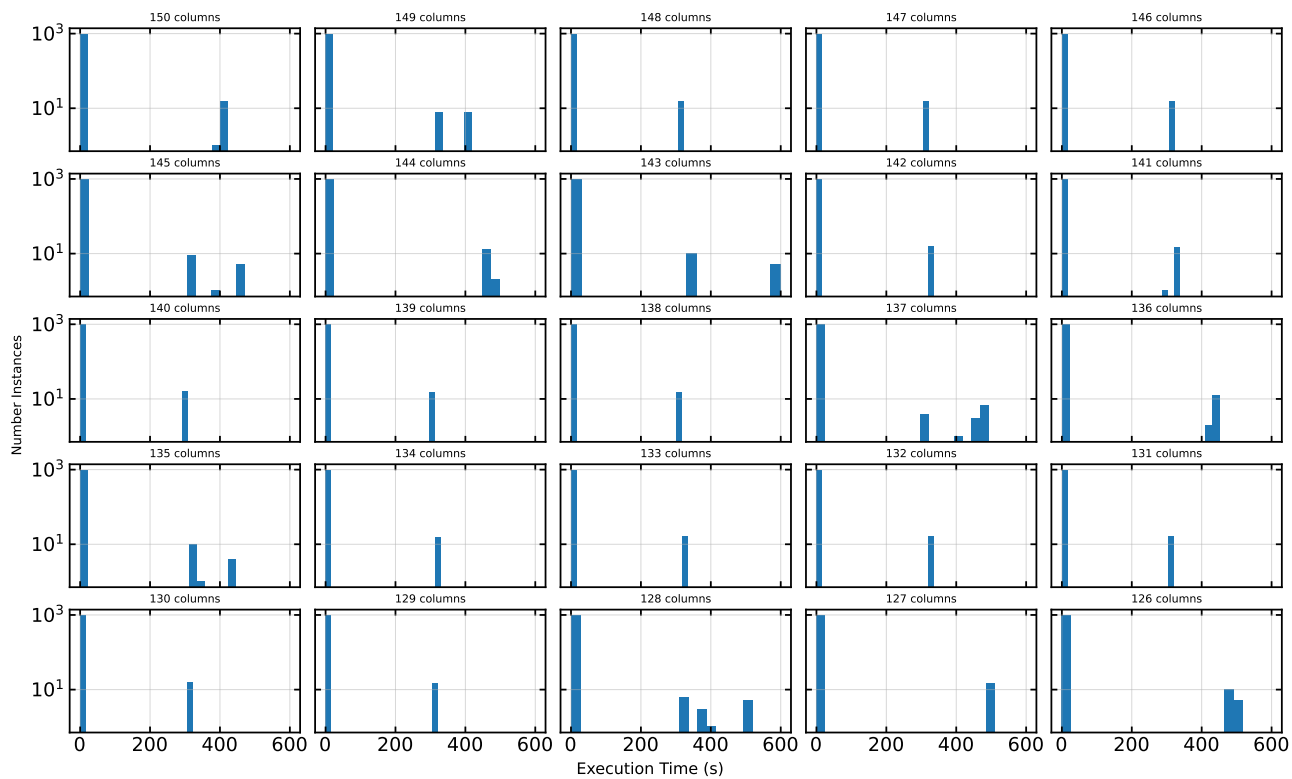 150 columns 149 columns 148 columns 147 columns 146 columns
10³
10¹
145 columns 144 columns 143 columns 142 columns 141 columns
10³
10¹
140 columns 139 columns 138 columns 137 columns 136 columns
10³
10¹
Number Instances
135 columns 134 columns 133 columns 132 columns 131 columns
10³
10¹
130 columns 129 columns 128 columns 127 columns 126 columns
10³
10¹
0 200 400 600 0 200 400 600 0 200 400 600 0 200 400 600 0 200 400 600
Execution Time (s)